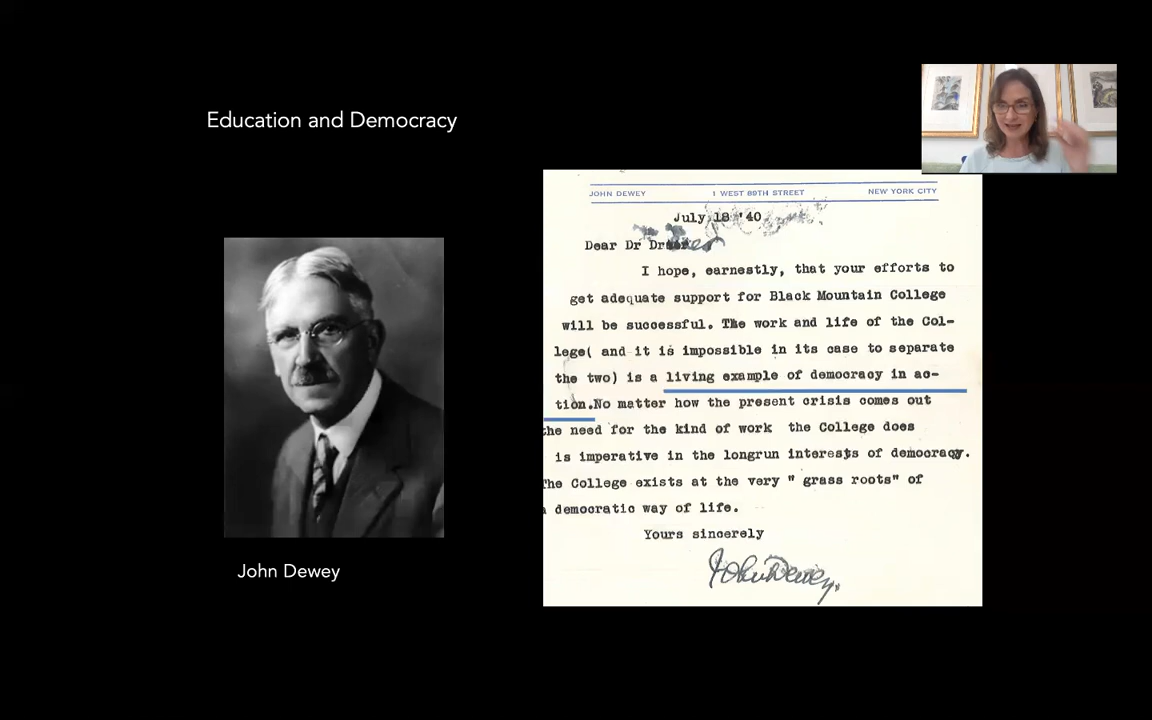 Education and Democracy
JOHN DEWEY 1 WEST 89TH STREET NEW YORK CITY
July 18 '40
Dear Dr
I hope, earnestly, that your efforts to
get adequate support for Black Mountain College
will be successful. The work and life of the Col-
lege( and it is impossible in its case to separate
the two) is a living example of democracy in ac-
tion.No matter how the present crisis comes out
the need for the kind of work the College does
is imperative in the longrun interests of democracy.
The College exists at the very " grass roots" of
a democratic way of life.
Yours sincerely
John Dewey.
John Dewey